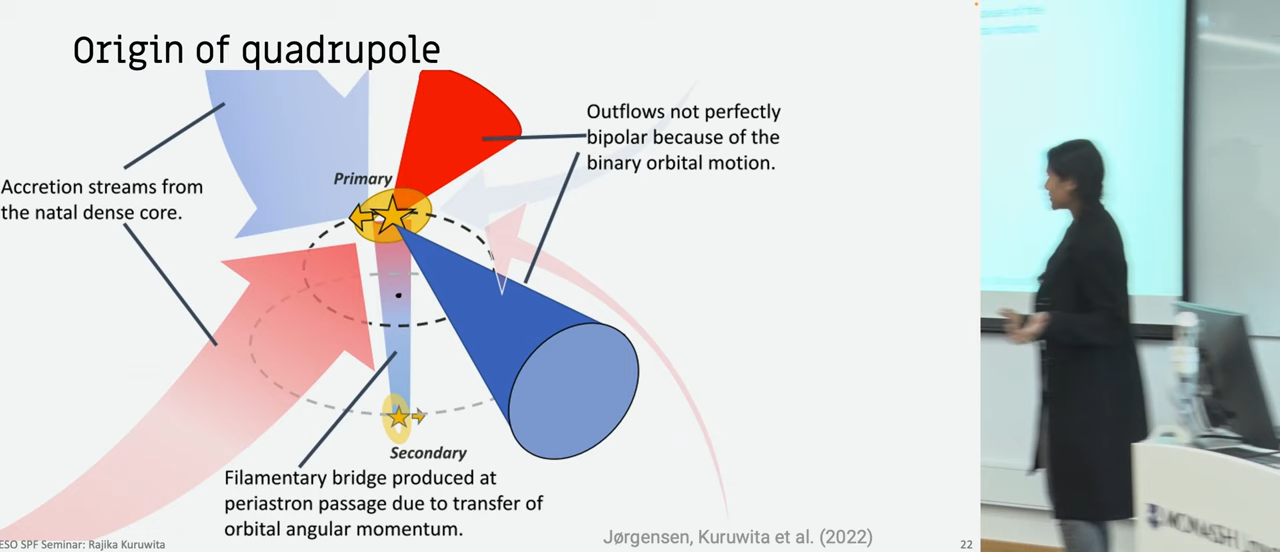 Origin of quadrupole
Outflows not perfectly
bipolar because of the
binary orbital motion.
Primary
Accretion streams from
the natal dense core.
Secondary
Filamentary bridge produced at
periastron passage due to transfer of
orbital angular momentum.
Jørgensen, Kuruwita et al. (2022)
ESO SPF Seminar: Rajika Kuruwita
22